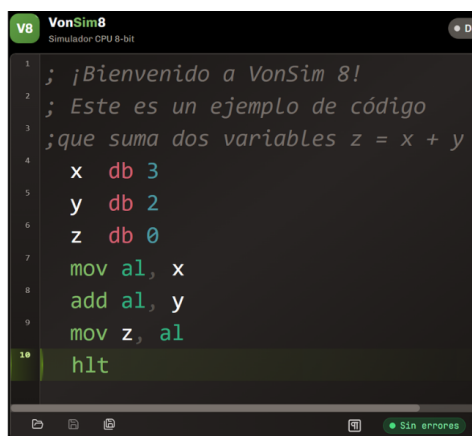 V8 VonSim8
Simulador CPU 8-bit
D
1 ; ¡Bienvenido a VonSim 8!
2 ; Este es un ejemplo de código
3 ;que suma dos variables z = x + y
4 x db 3
5 y db 2
6 z db 0
7 mov al, x
8 add al, y
9 mov z, al
10 hlt
Sin errores